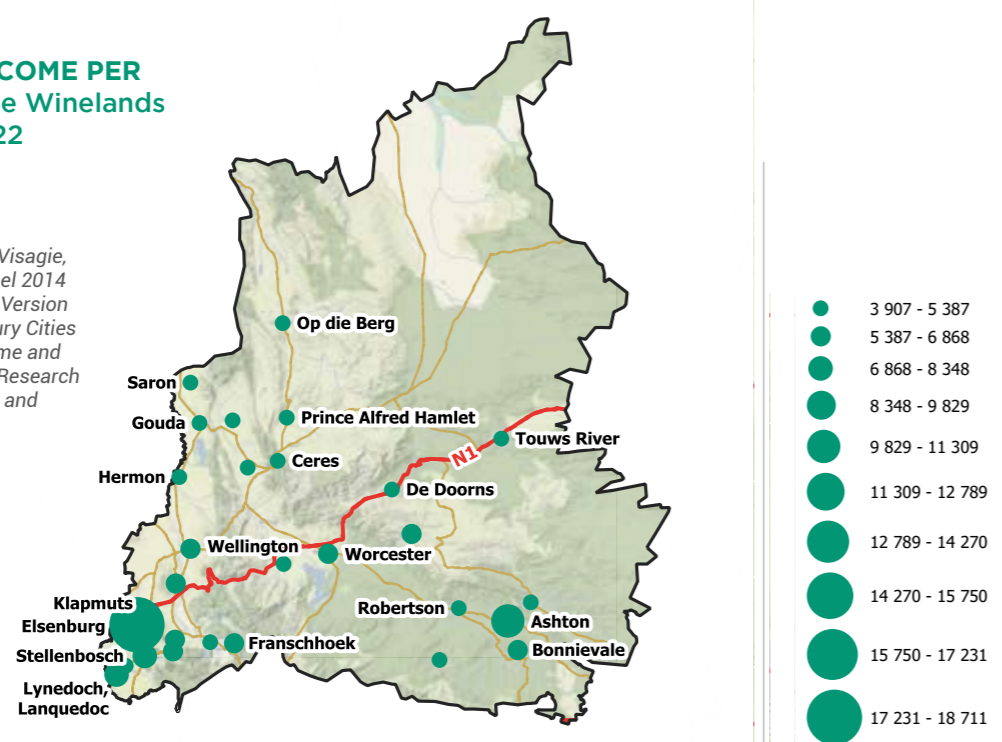 COME PER
e Winelands
22
Visagie,
el 2014
Version
ry Cities
me and
Research
and
Op die Berg
Saron
Prince Alfred Hamlet
Gouda
Touws River
Ceres
N1
Hermon
De Doorns
Wellington
Worcester
Klapmuts
Robertson
Elsenburg
Ashton
Stellenbosch
Franschhoek
Bonnievale
Lynedoch,
Lanquedoc
3 907 - 5 387
5 387 - 6 868
6 868 - 8 348
8 348 - 9 829
9 829 - 11 309
11 309 - 12 789
12 789 - 14 270
14 270 - 15 750
15 750 - 17 231
17 231 - 18 711